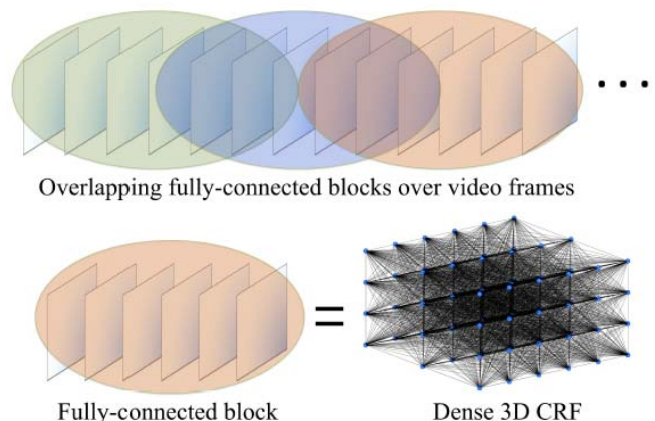 Overlapping fully-connected blocks over video frames
Fully-connected block
Dense 3D CRF